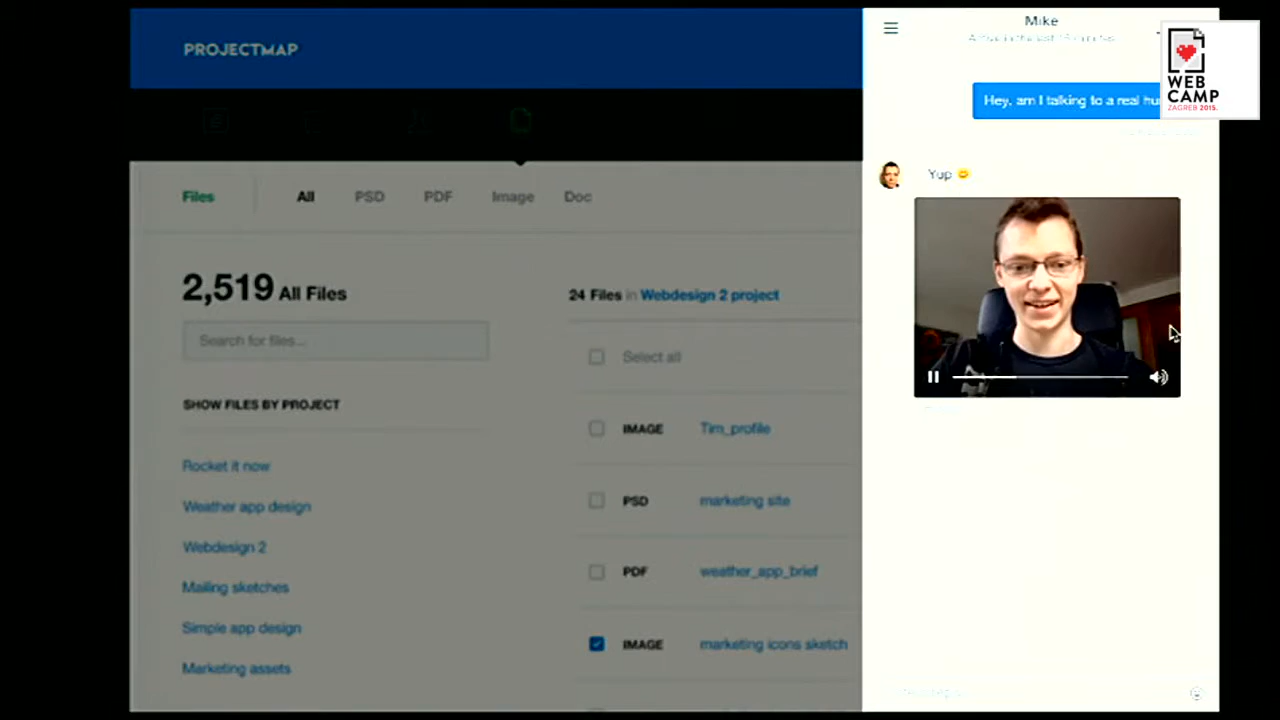 PROJECTMAP
Files All PSD PDF Image Doc
2,519 All Files
Search for files...
SHOW FILES BY PROJECT
Rocket it now
Weather app design
Webdesign 2
Mailing sketches
Simple app design
Marketing assets
24 Files in Webdesign 2 project
Select all
IMAGE Tim_profile
PSD marketing site
PDF weather_app_brief
IMAGE marketing icons sketch
Mike
Hey, am I talking to a real
Yup
WEB
CAMP
ZAGREB 2015.